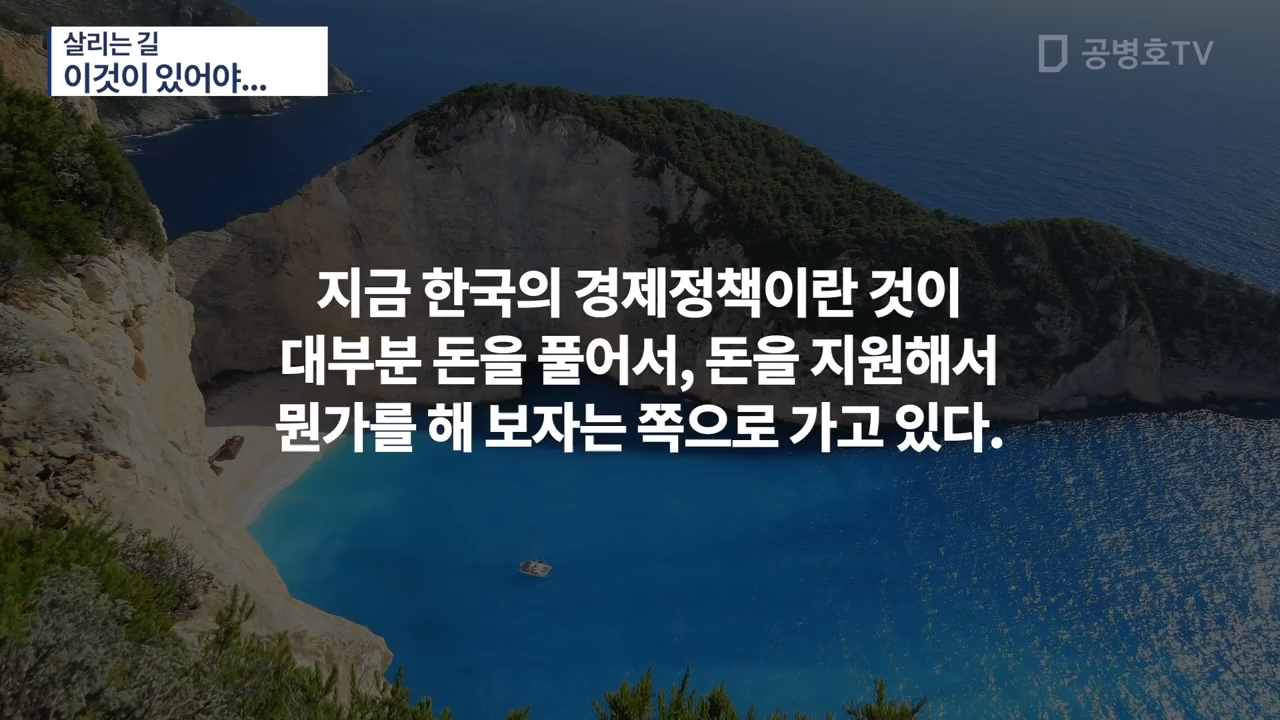 살리는 길
이것이 있어야...
공병호TV
지금 한국의 경제정책이란 것이
대부분 돈을 풀어서, 돈을 지원해서
뭔가를 해 보자는 쪽으로 가고 있다.